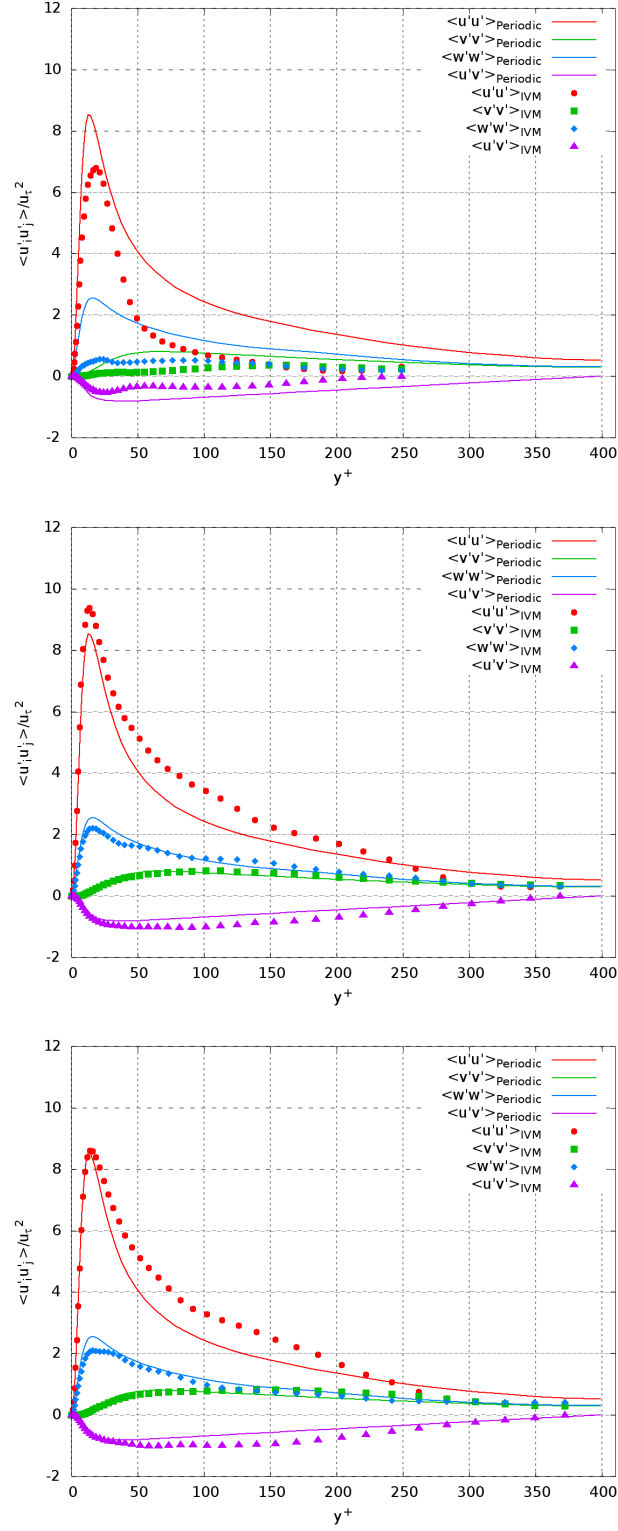 12
10
8
6
4
2
0
-2
<u'iu'j>/uτ²
<u'u'>Periodic
<v'v'>Periodic
<w'w'>Periodic
<u'v'>Periodic
<u'u'>IVM
<v'v'>IVM
<w'w'>IVM
<u'v'>IVM
0 50 100 150 200 250 300 350 400
y+
12
10
8
6
4
2
0
-2
<u'iu'j>/uτ²
<u'u'>Periodic
<v'v'>Periodic
<w'w'>Periodic
<u'v'>Periodic
<u'u'>IVM
<v'v'>IVM
<w'w'>IVM
<u'v'>IVM
0 50 100 150 200 250 300 350 400
y+
12
10
8
6
4
2
0
-2
<u'iu'j>/uτ²
<u'u'>Periodic
<v'v'>Periodic
<w'w'>Periodic
<u'v'>Periodic
<u'u'>IVM
<v'v'>IVM
<w'w'>IVM
<u'v'>IVM
0 50 100 150 200 250 300 350 400
y+